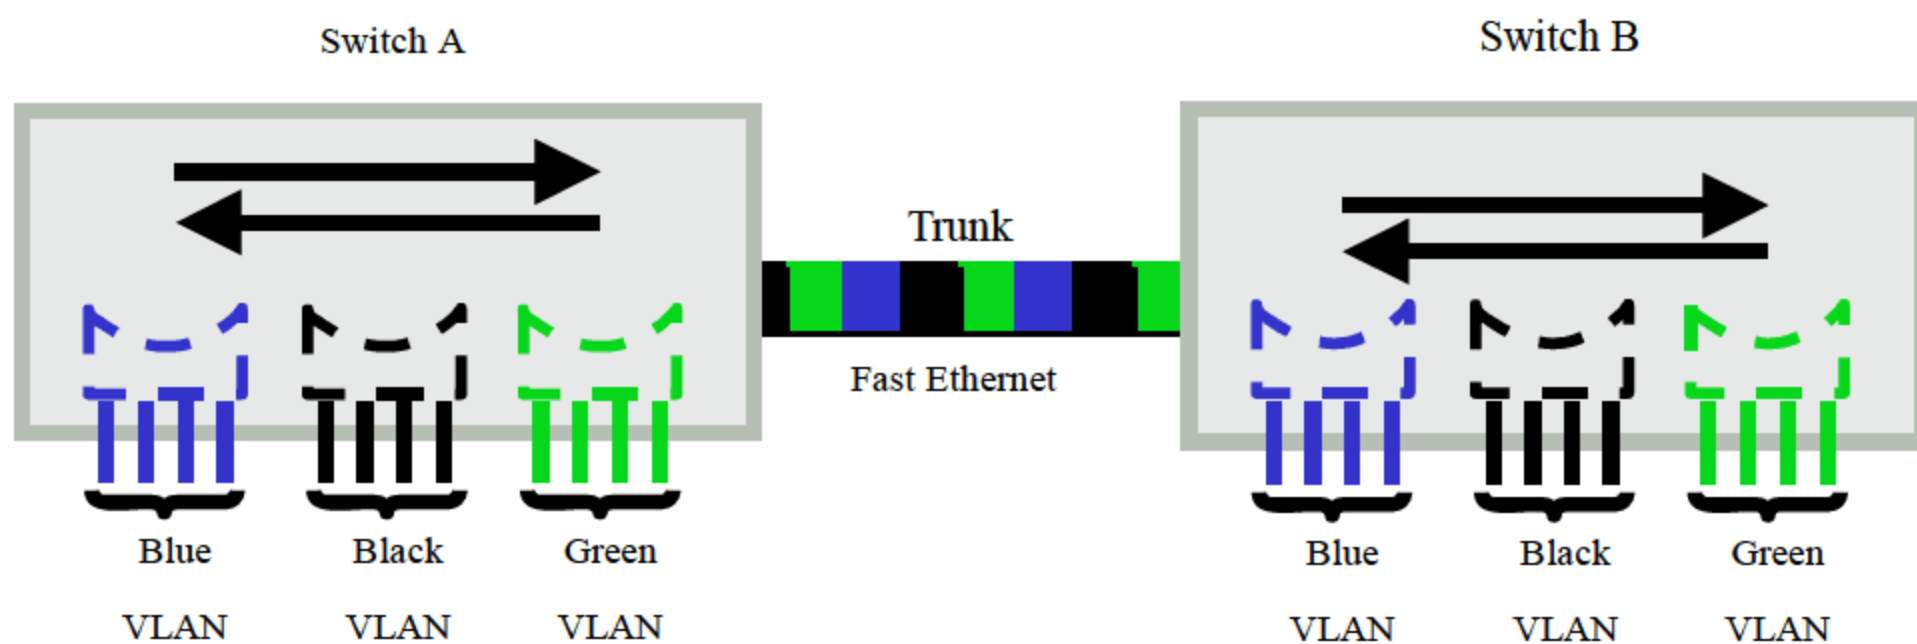 Switch A
Switch B
Trunk
Fast Ethernet
Blue
VLAN
Black
VLAN
Green
VLAN
Blue
VLAN
Black
VLAN
Green
VLAN